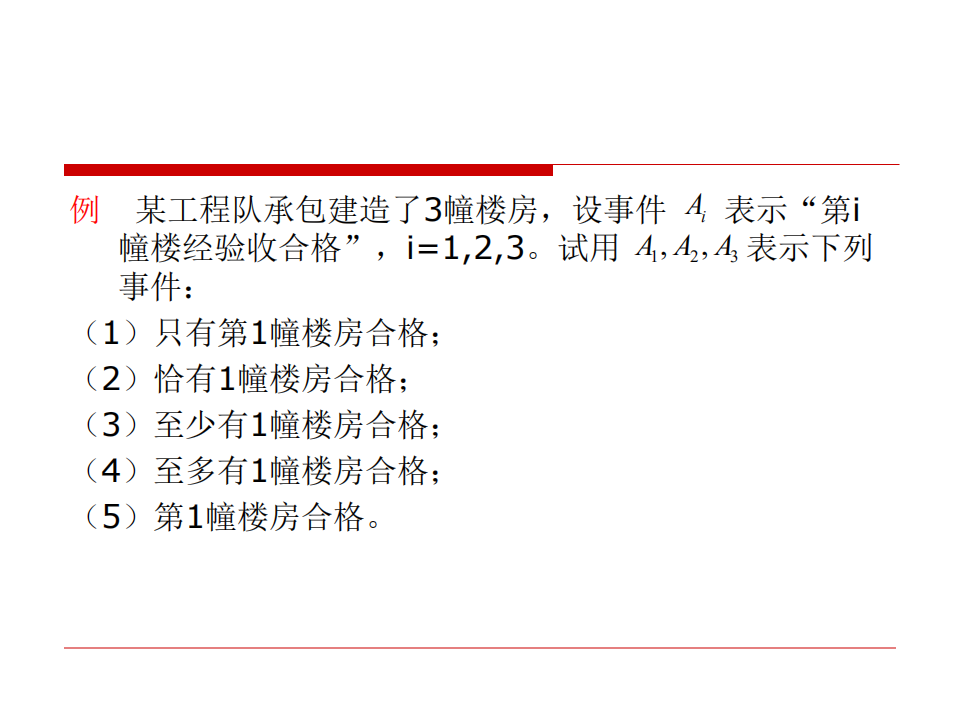 例 某工程队承包建造了3幢楼房，设事件 Aᵢ 表示“第i
幢楼经验收合格”，i=1,2,3。试用 A₁,A₂,A₃ 表示下列
事件：
（1）只有第1幢楼房合格；
（2）恰有1幢楼房合格；
（3）至少有1幢楼房合格；
（4）至多有1幢楼房合格；
（5）第1幢楼房合格。